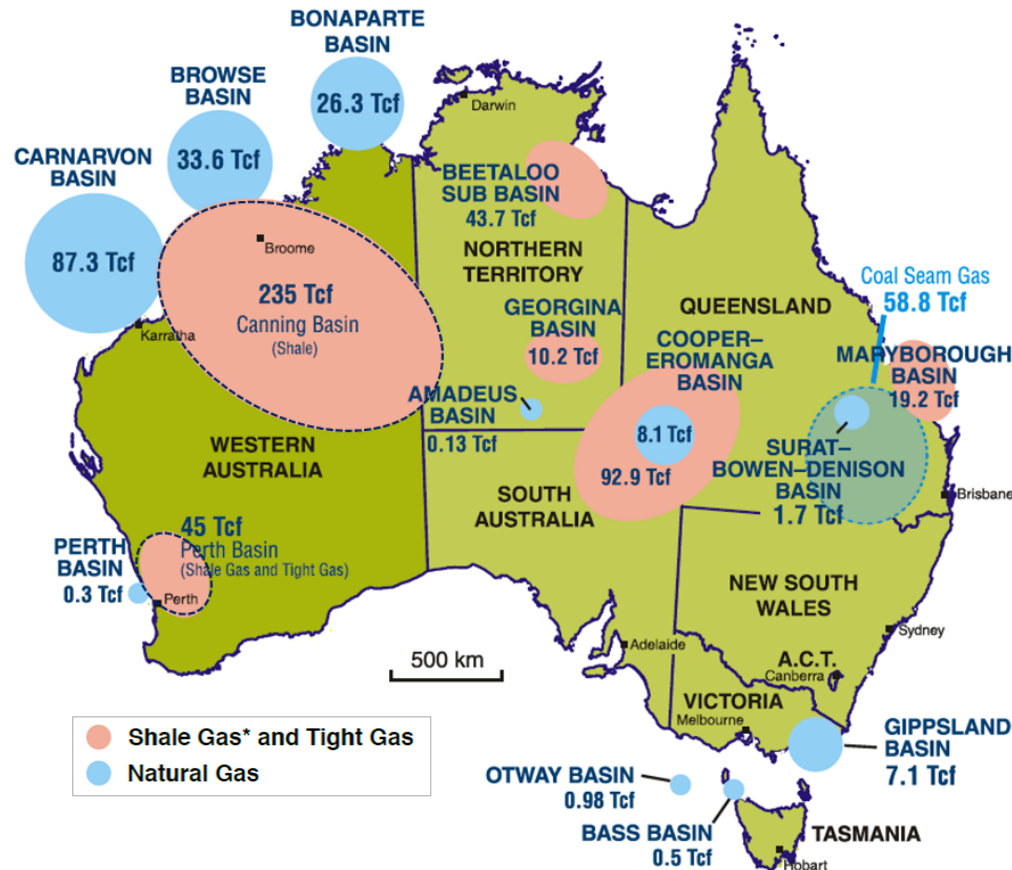 BONAPARTE
BASIN
26.3 Tcf
BROWSE
BASIN
33.6 Tcf
CARNARVON
BASIN
87.3 Tcf
Darwin
BEETALOO
SUB BASIN
43.7 Tcf
NORTHERN
TERRITORY
Broome
235 Tcf
Canning Basin
(Shale)
Karratha
GEORGINA
BASIN
10.2 Tcf
QUEENSLAND
Coal Seam Gas
58.8 Tcf
COOPER–
EROMANGA
BASIN
8.1 Tcf
92.9 Tcf
MARYBOROUGH
BASIN
19.2 Tcf
AMADEUS
BASIN
0.13 Tcf
WESTERN
AUSTRALIA
SURAT–
BOWEN–DENISON
BASIN
1.7 Tcf
Brisbane
SOUTH
AUSTRALIA
45 Tcf
Perth Basin
(Shale Gas and Tight Gas)
PERTH
BASIN
0.3 Tcf
Perth
NEW SOUTH
WALES
Sydney
Adelaide
A.C.T.
Canberra
500 km
VICTORIA
Melbourne
GIPPSLAND
BASIN
7.1 Tcf
Shale Gas* and Tight Gas
Natural Gas
OTWAY BASIN
0.98 Tcf
BASS BASIN
0.5 Tcf
TASMANIA
Hobart